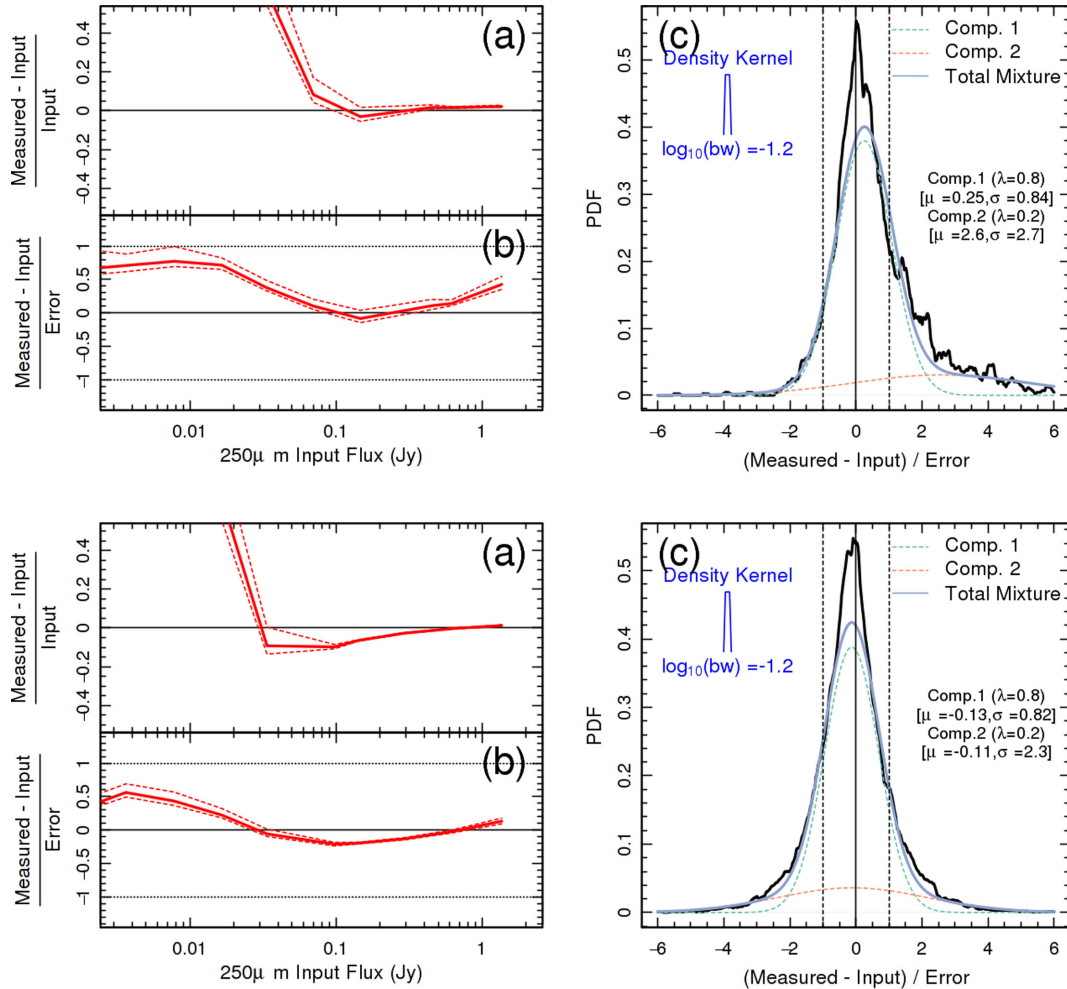 (a)
Measured - Input
Input
0.4
0.2
0
−0.2
−0.4
(b)
Measured - Input
Error
1
0.5
0
−0.5
−1
0.01
0.1
1
250μ m Input Flux (Jy)
(c)
Density Kernel
log10(bw) =-1.2
Comp. 1
Comp. 2
Total Mixture
Comp.1 (λ=0.8)
[μ =0.25,σ =0.84]
Comp.2 (λ=0.2)
[μ =2.6,σ =2.7]
PDF
0.5
0.4
0.3
0.2
0.1
0
−6 −4 −2 0 2 4 6
(Measured - Input) / Error
(a)
Measured - Input
Input
0.4
0.2
0
−0.2
−0.4
(b)
Measured - Input
Error
1
0.5
0
−0.5
−1
0.01
0.1
1
250μ m Input Flux (Jy)
(c)
Density Kernel
log10(bw) =-1.2
Comp. 1
Comp. 2
Total Mixture
Comp.1 (λ=0.8)
[μ =-0.13,σ =0.82]
Comp.2 (λ=0.2)
[μ =-0.11,σ =2.3]
PDF
0.5
0.4
0.3
0.2
0.1
0
−6 −4 −2 0 2 4 6
(Measured - Input) / Error